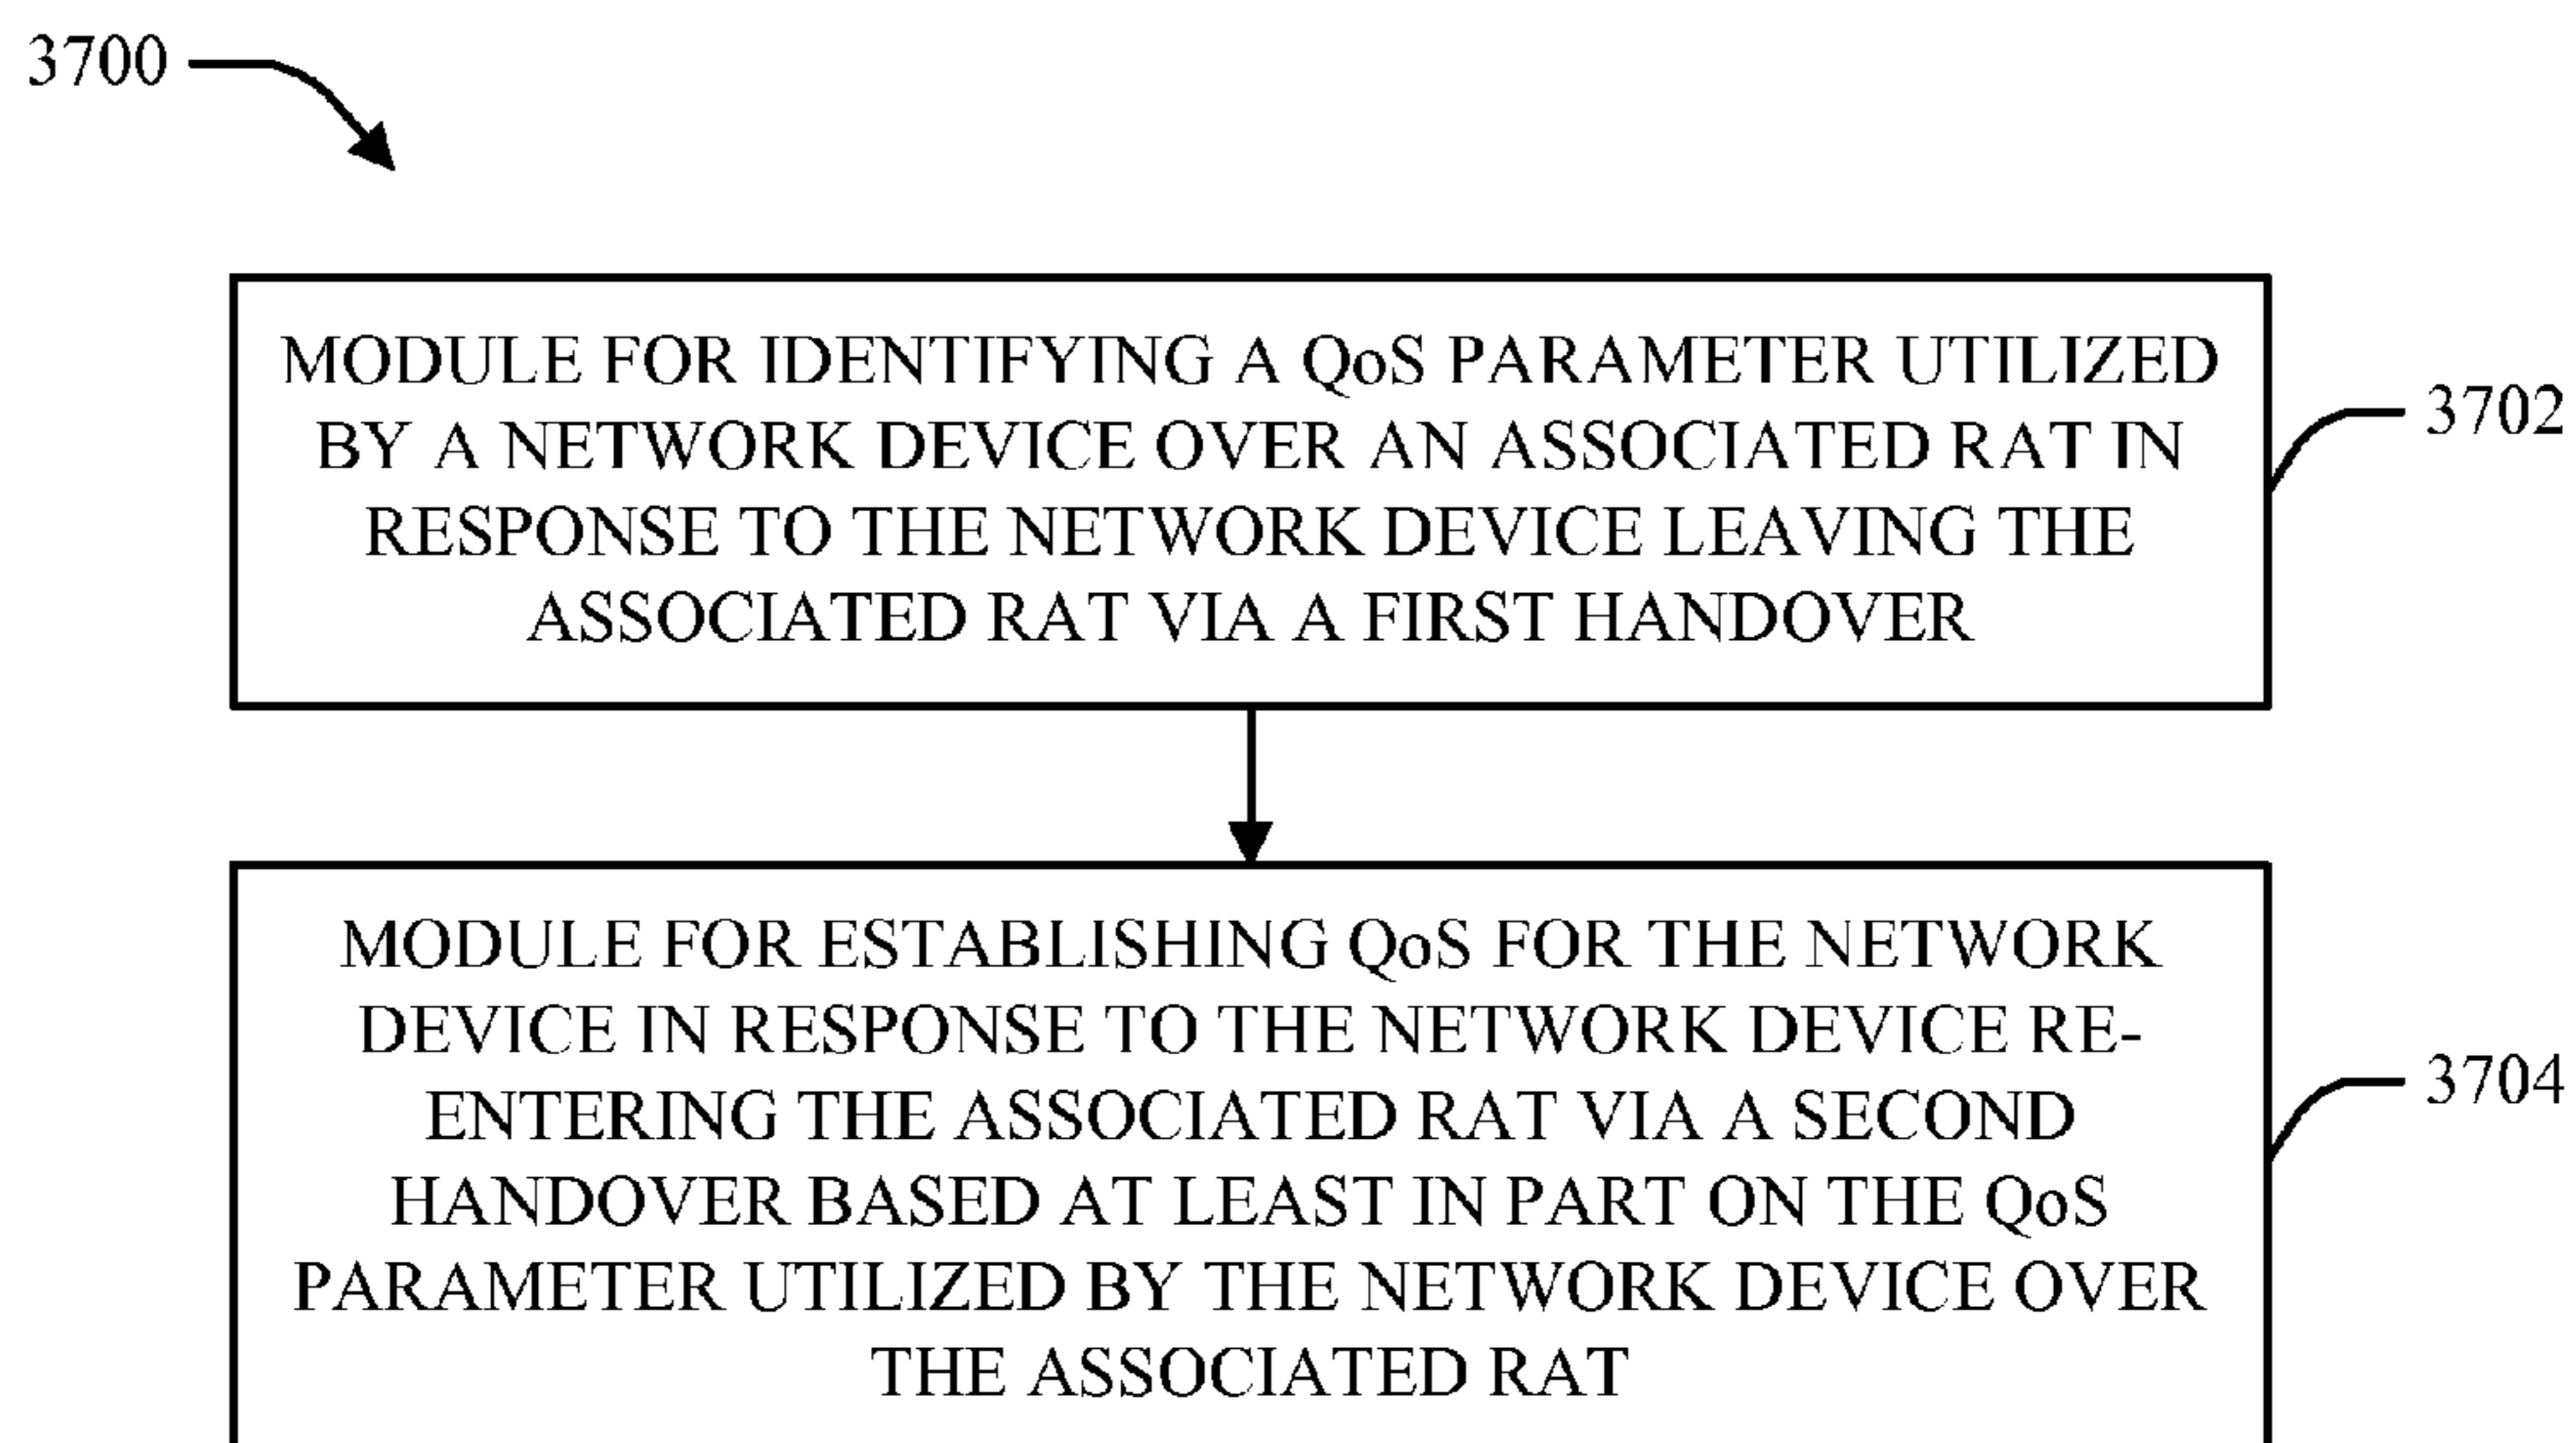 3700
MODULE FOR IDENTIFYING A QoS PARAMETER UTILIZED
BY A NETWORK DEVICE OVER AN ASSOCIATED RAT IN
RESPONSE TO THE NETWORK DEVICE LEAVING THE
ASSOCIATED RAT VIA A FIRST HANDOVER
3702
MODULE FOR ESTABLISHING QoS FOR THE NETWORK
DEVICE IN RESPONSE TO THE NETWORK DEVICE RE-
ENTERING THE ASSOCIATED RAT VIA A SECOND
HANDOVER BASED AT LEAST IN PART ON THE QoS
PARAMETER UTILIZED BY THE NETWORK DEVICE OVER
THE ASSOCIATED RAT
3704